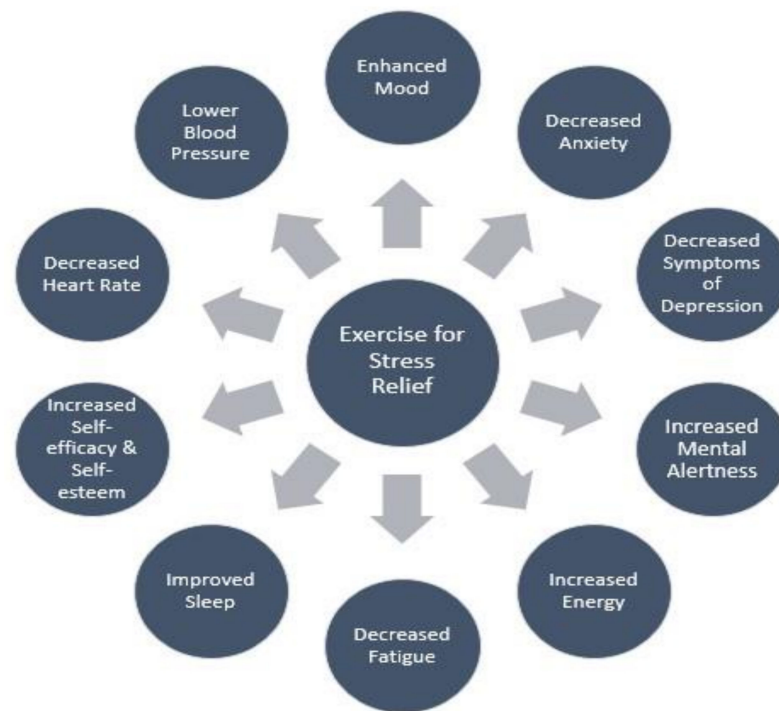 Enhanced
Mood
Decreased
Anxiety
Decreased
Symptoms
of
Depression
Increased
Mental
Alertness
Increased
Energy
Decreased
Fatigue
Improved
Sleep
Increased
Self-
efficacy &
Self-
esteem
Decreased
Heart Rate
Lower
Blood
Pressure
Exercise for
Stress
Relief